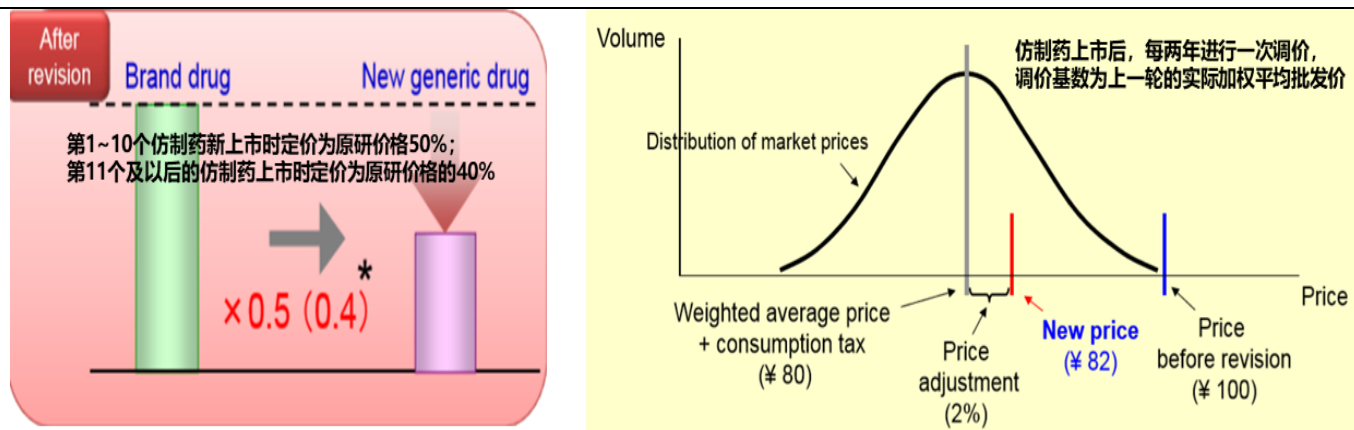 After
revision
Brand drug
New generic drug
第1~10个仿制药新上市时定价为原研价格50%；
第11个及以后的仿制药上市时定价为原研价格的40%
×0.5 (0.4)
*
Volume
仿制药上市后，每两年进行一次调价，
调价基数为上一轮的实际加权平均批发价
Distribution of market prices
Price
Weighted average price
+ consumption tax
(¥ 80)
Price
adjustment
(2%)
New price
(¥ 82)
Price
before revision
(¥ 100)